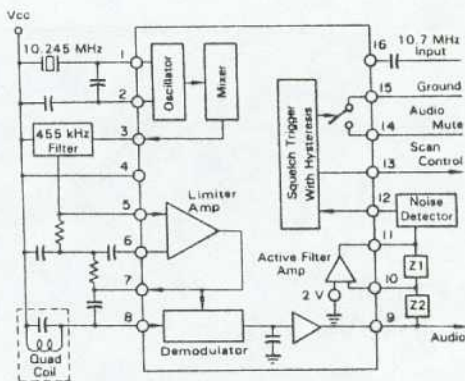 Vcc
10.245 MHz
1
2
3
4
5
6
7
8
Oscillator
Mixer
455 kHz
Filter
Limiter
Amp
Demodulator
Quad
Coil
Squelch Trigger
With Hysteresis
Active Filter
Amp
2 V
16
10.7 MHz
Input
15
Ground
Audio
14
Mute
Scan
13
Control
12
Noise
Detector
11
Z1
10
Z2
9
Audio